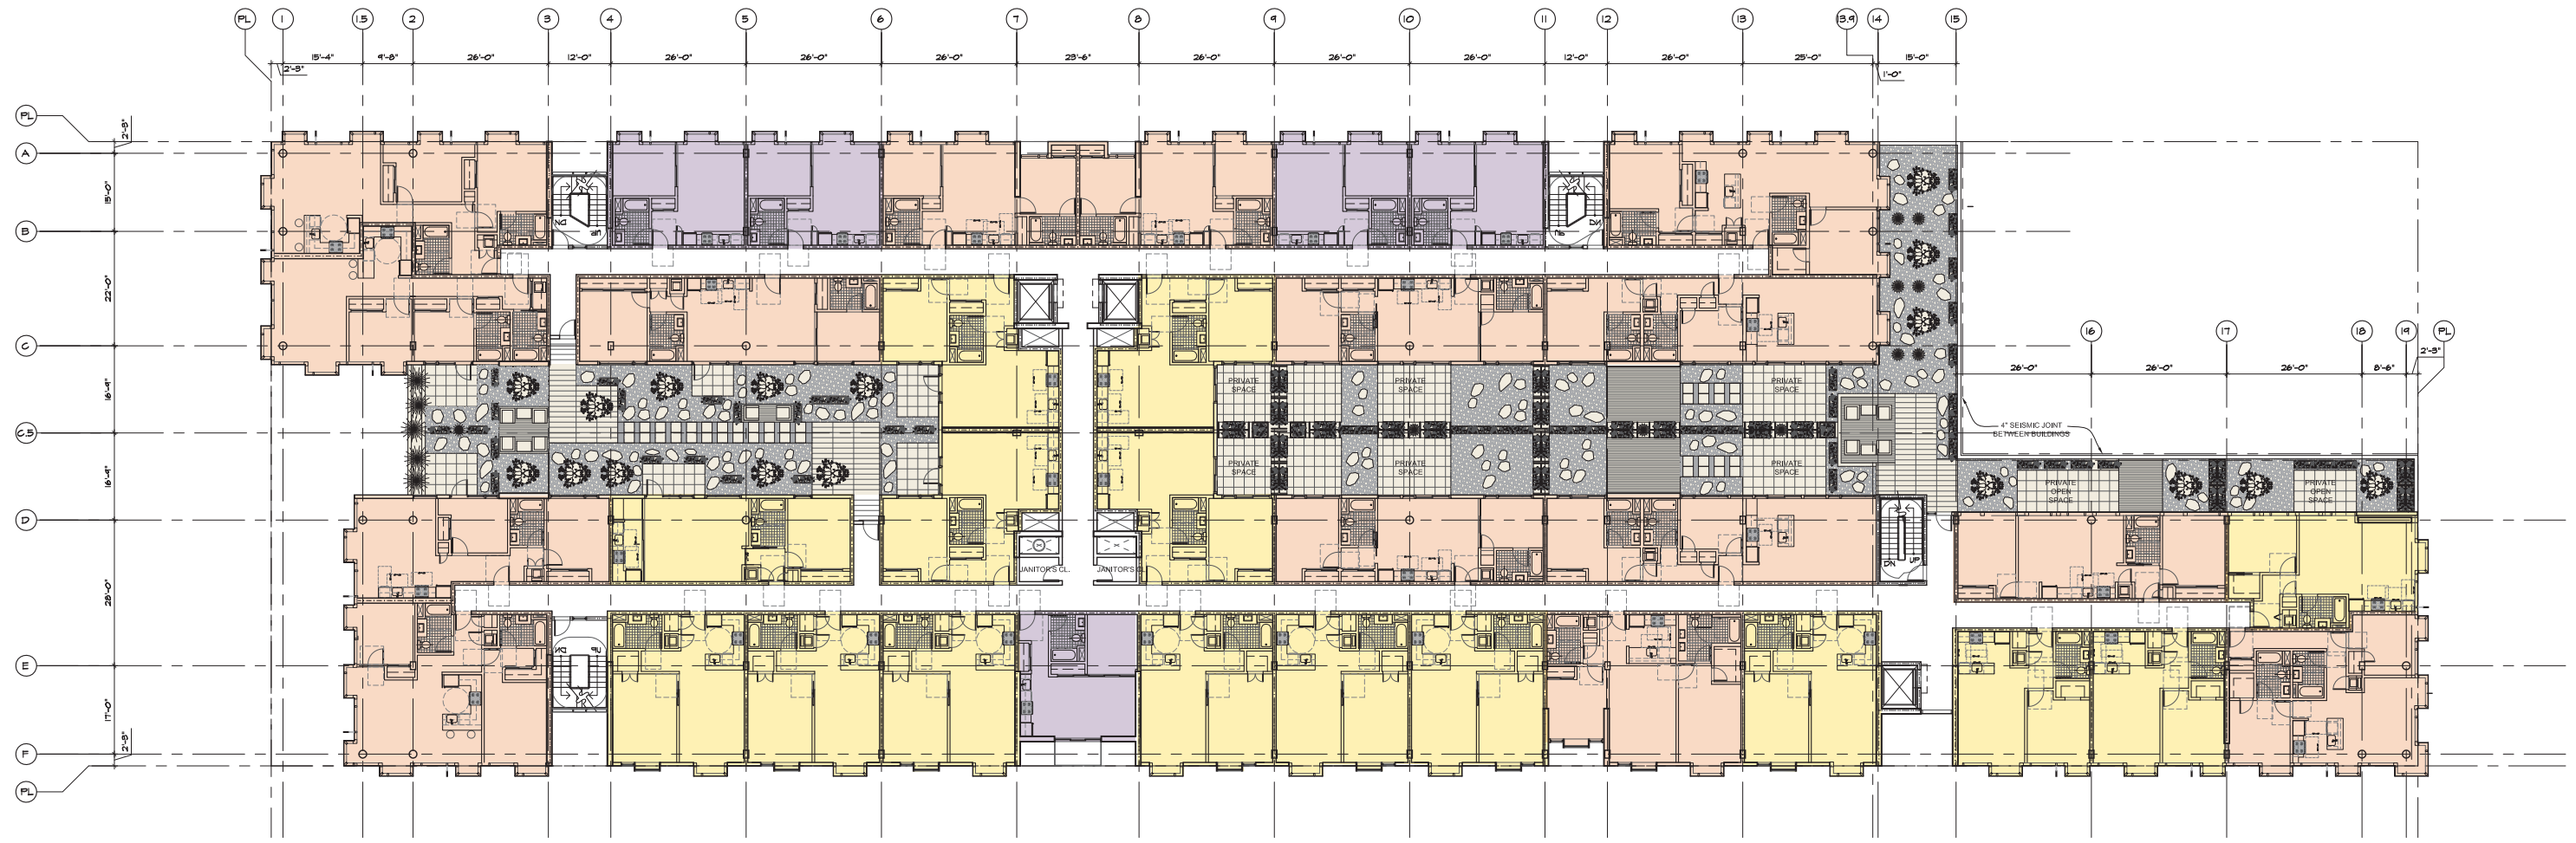 PL 1 1.5 2 3 4 5 6 7 8 9 10 11 12 13 13.9 14 15
15'-4" 9'-8" 26'-0" 12'-0" 26'-0" 26'-0" 26'-0" 23'-6" 26'-0" 26'-0" 26'-0" 12'-0" 26'-0" 25'-0" 15'-0"
2'-3"
1'-0"
PL
2'-8"
A
15'-0"
B
DN
UP
DN
UP
22'-0"
C
16 17 18 19 PL
2'-3"
26'-0" 26'-0" 26'-0" 8'-6"
16'-9"
PRIVATE
SPACE
PRIVATE
SPACE
PRIVATE
SPACE
C.5
4" SEISMIC JOINT
BETWEEN BUILDINGS
16'-9"
PRIVATE
SPACE
PRIVATE
SPACE
PRIVATE
SPACE
PRIVATE
OPEN
SPACE
PRIVATE
OPEN
SPACE
D
JANITOR'S CL.
JANITOR'S CL.
DN
UP
28'-0"
DN
UP
E
17'-0"
2'-8"
F
PL